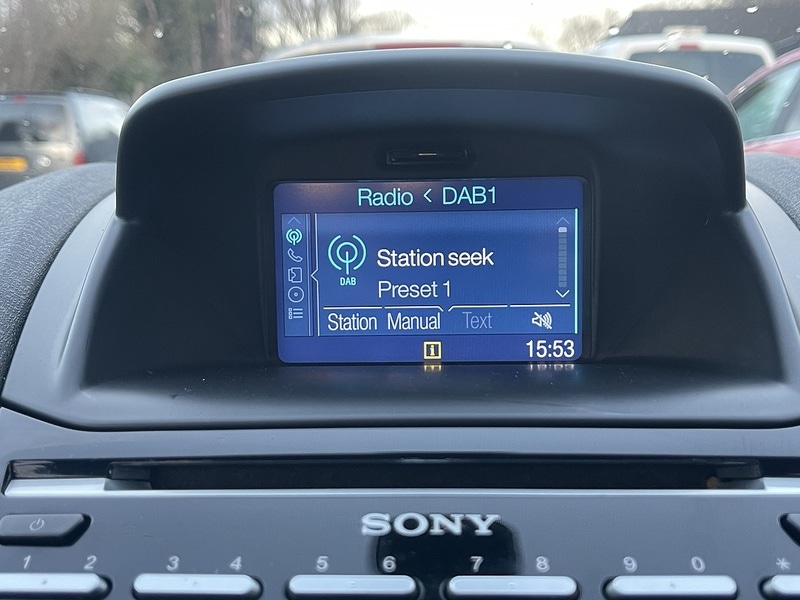 Radio < DAB1
DAB
Station seek
Preset 1
Station Manual Text
i
15:53
SONY
1 2 3 4 5 6 7 8 9 0 *